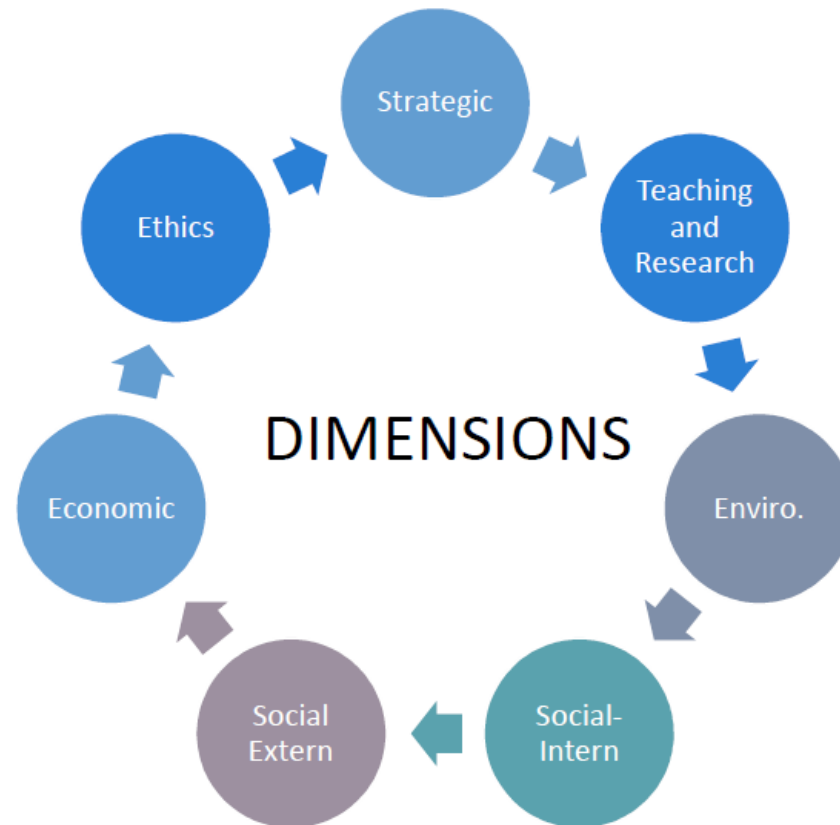 Strategic
Teaching
and
Research
Enviro.
Social-
Intern
Social
Extern
Economic
Ethics
DIMENSIONS